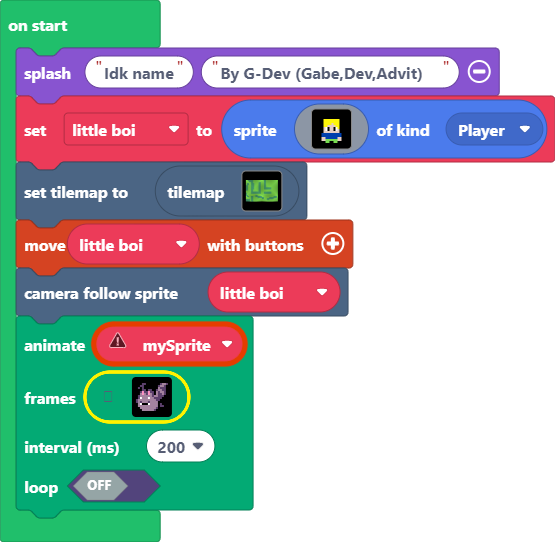 on start
splash "Idk name" "By G-Dev (Gabe,Dev,Advit) "
set little boi to sprite of kind Player
set tilemap to tilemap
move little boi with buttons
camera follow sprite little boi
animate mySprite
frames
interval (ms) 200
loop OFF